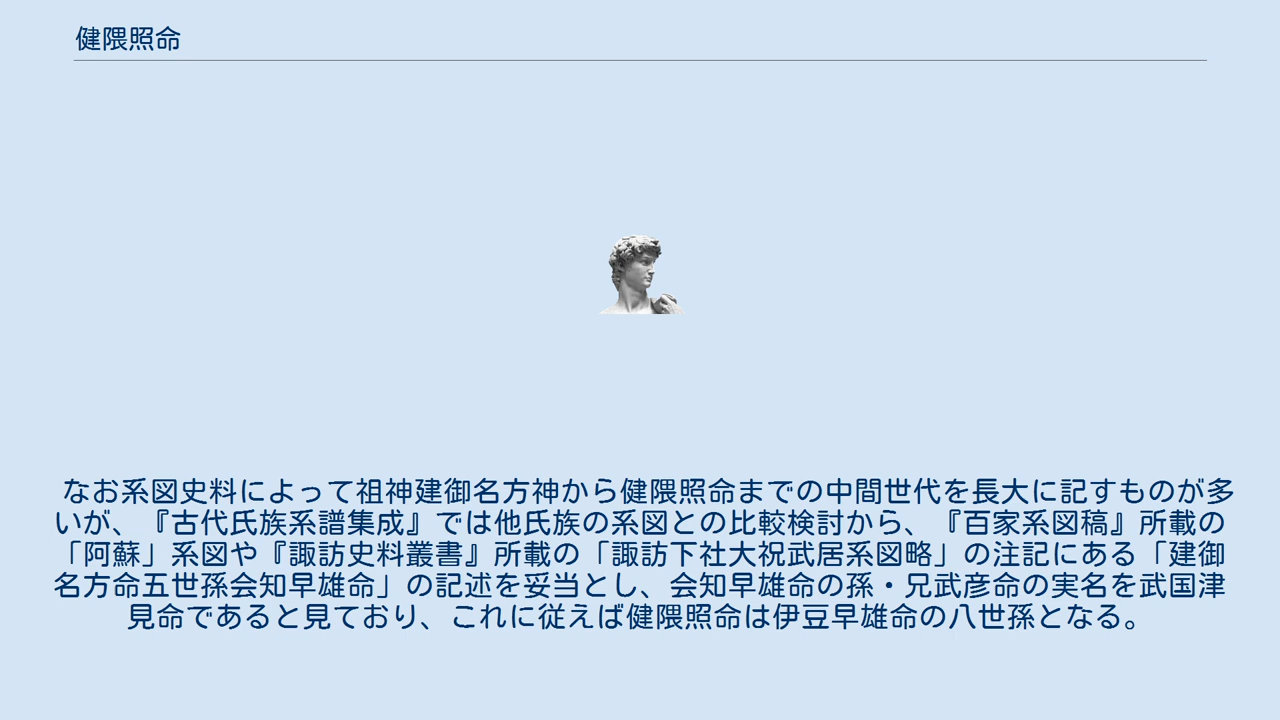 健隈照命
なお系図史料によって祖神建御名方神から健隈照命までの中間世代を長大に記すものが多
いが、『古代氏族系譜集成』では他氏族の系図との比較検討から、『百家系図稿』所載の
「阿蘇」系図や『諏訪史料叢書』所載の「諏訪下社大祝武居系図略」の注記にある「建御
名方命五世孫会知早雄命」の記述を妥当とし、会知早雄命の孫・兄武彦命の実名を武国津
見命であると見ており、これに従えば健隈照命は伊豆早雄命の八世孫となる。